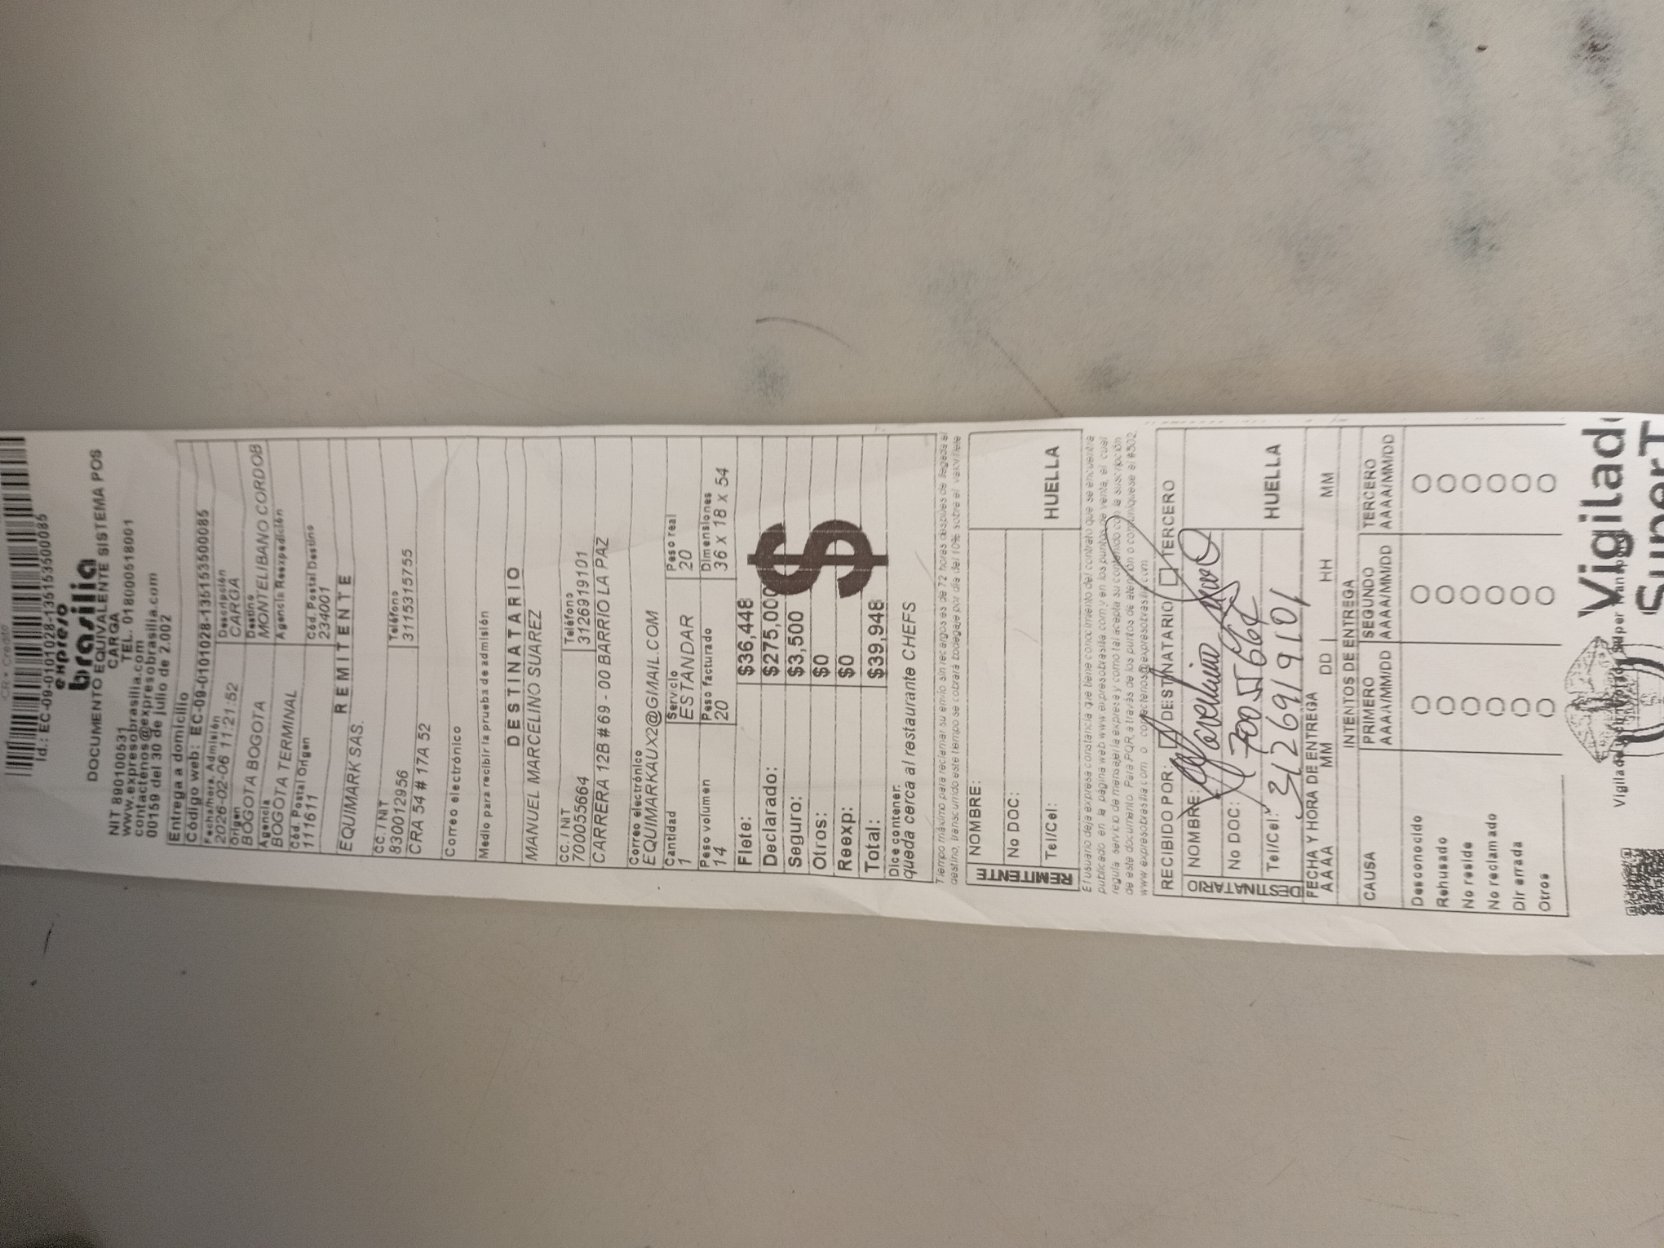 CR • Credito
Id.: EC-09-0101028-1361535000​85
expreso
brasilia
DOCUMENTO EQUIVALENTE SISTEMA POS
CARGA
NIT 890100531 TEL. 018000518001
www.expresobrasilia.com
contactenos@expresobrasilia.com
00159 del 30 de julio de 2.002
Entrega a domicilio
Código web: EC-09-0101028-136153500085
Fecha/hora Admisión Descripción
2026-02-06 11:21:52 CARGA
Origen Destino
BOGOTA BOGOTA MONTELIBANO CORDOB
Agencia Agencia Reexpedición
BOGOTA TERMINAL
Cód. Postal Origen Cód. Postal Destino
111611 234001
REMITENTE
EQUIMARK SAS.
CC. / NIT Teléfono
830012956 3115315755
CRA 54 # 17A 52
Correo electrónico
Medio para recibir la prueba de admisión
DESTINATARIO
MANUEL MARCELINO SUAREZ
CC. / NIT Teléfono
700055664 3126919101
CARRERA 12B # 69 - 00 BARRIO LA PAZ
Correo electrónico
EQUIMARKAUX2@GMAIL.COM
Cantidad Servicio Peso real
1 ESTANDAR 20
Peso volumen Peso facturado Dimensiones
14 20 36 x 18 x 54
Flete: $36,448
Declarado: $275,000
Seguro: $3,500
Otros: $0
Reexp: $0
Total: $39,948
$
Dice contener:
queda cerca al restaurante CHEFS
REMITENTE
NOMBRE:
No DOC:
Tel/Cel:
HUELLA
RECIBIDO POR: DESTINATARIO TERCERO
DESTINATARIO
NOMBRE: Marcelino
No DOC:
Tel/Cel: 3126919101
HUELLA
FECHA Y HORA DE ENTREGA
AAAA MM DD HH MM
INTENTOS DE ENTREGA
CAUSA PRIMERO SEGUNDO TERCERO
AAAA/MM/DD AAAA/MM/DD AAAA/MM/DD
Desconocido
Rehusado
No reside
No reclamado
Dir errada
Otros
Vigilad
SuperT